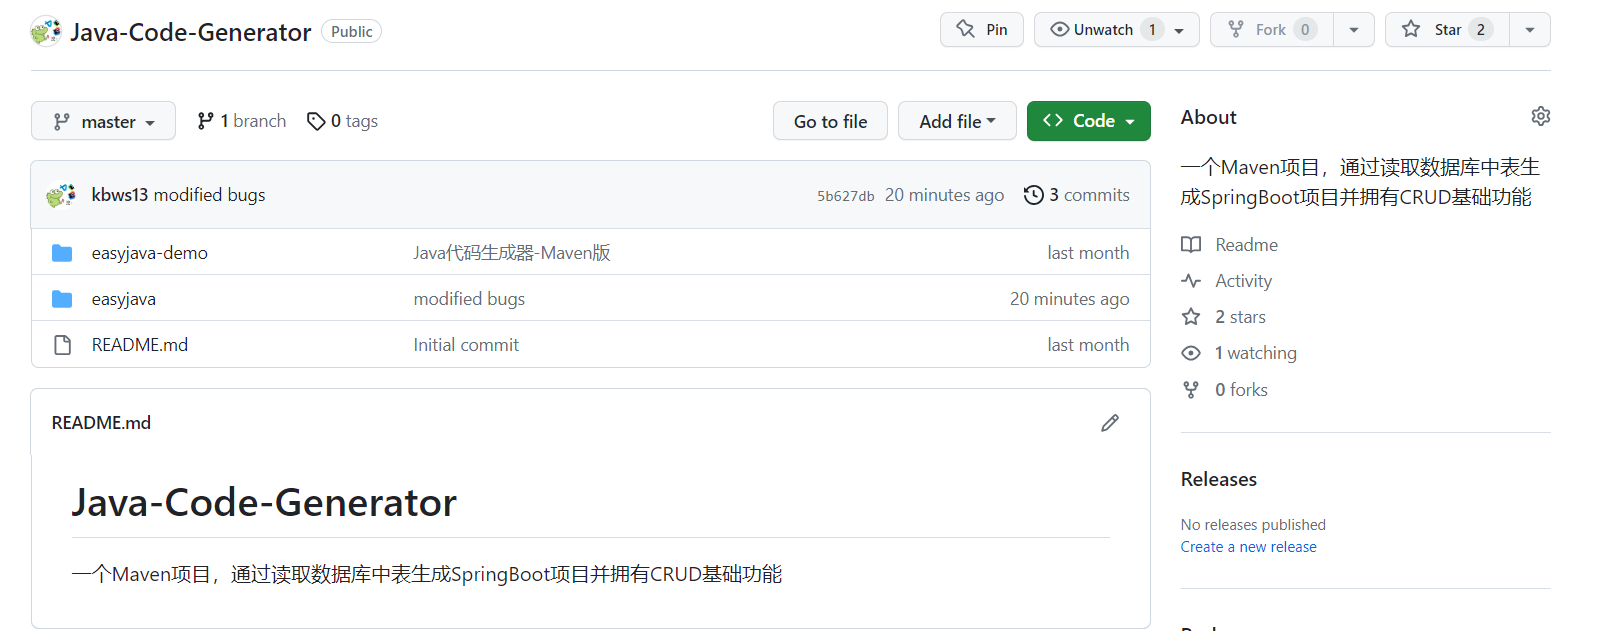 Java-Code-Generator Public
Pin
Unwatch 1
Fork 0
Star 2
master
1 branch
0 tags
Go to file
Add file
Code
kbws13 modified bugs
5b627db 20 minutes ago
3 commits
easyjava-demo
Java代码生成器-Maven版
last month
easyjava
modified bugs
20 minutes ago
README.md
Initial commit
last month
README.md
Java-Code-Generator
一个Maven项目，通过读取数据库中表生成SpringBoot项目并拥有CRUD基础功能
About
一个Maven项目，通过读取数据库中表生
成SpringBoot项目并拥有CRUD基础功能
Readme
Activity
2 stars
1 watching
0 forks
Releases
No releases published
Create a new release